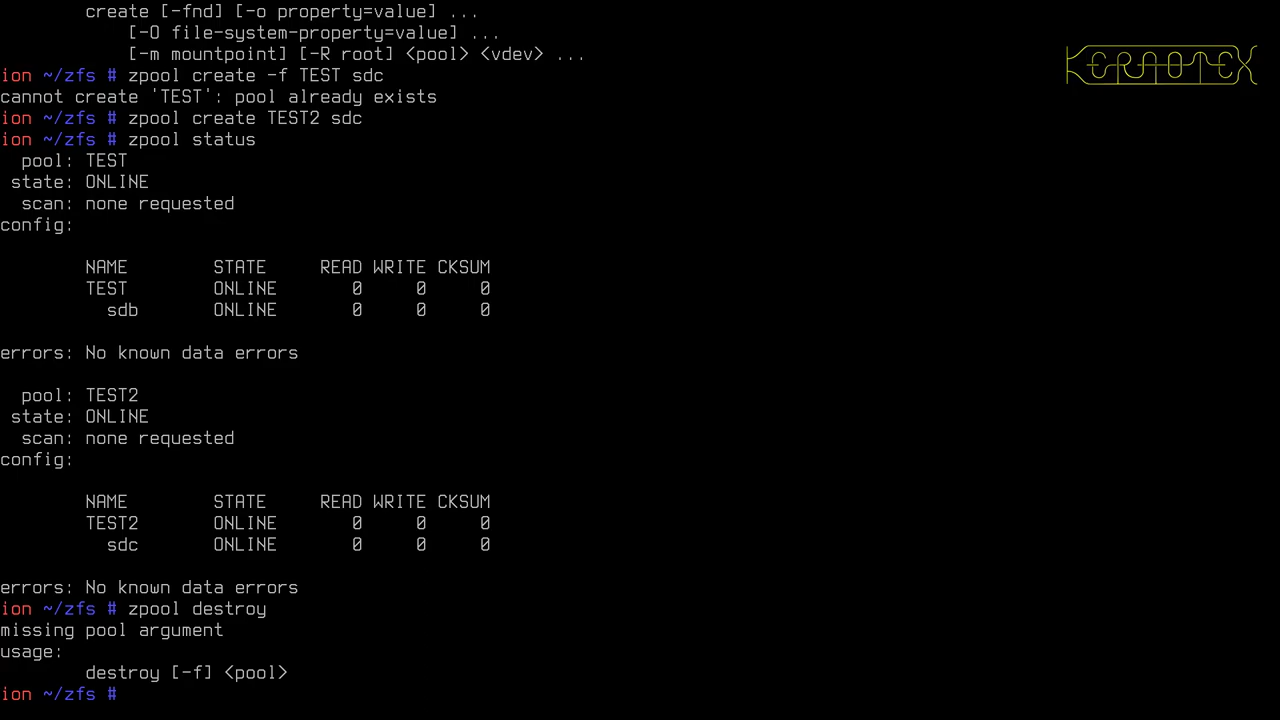 create [-fnd] [-o property=value] ...
            [-O file-system-property=value] ...
            [-m mountpoint] [-R root] <pool> <vdev> ...
ion ~/zfs # zpool create -f TEST sdc
cannot create 'TEST': pool already exists
ion ~/zfs # zpool create TEST2 sdc
ion ~/zfs # zpool status
  pool: TEST
 state: ONLINE
  scan: none requested
config:
        NAME        STATE     READ WRITE CKSUM
        TEST        ONLINE       0     0     0
          sdb       ONLINE       0     0     0
errors: No known data errors
  pool: TEST2
 state: ONLINE
  scan: none requested
config:
        NAME        STATE     READ WRITE CKSUM
        TEST2       ONLINE       0     0     0
          sdc       ONLINE       0     0     0
errors: No known data errors
ion ~/zfs # zpool destroy
missing pool argument
usage:
        destroy [-f] <pool>
ion ~/zfs #